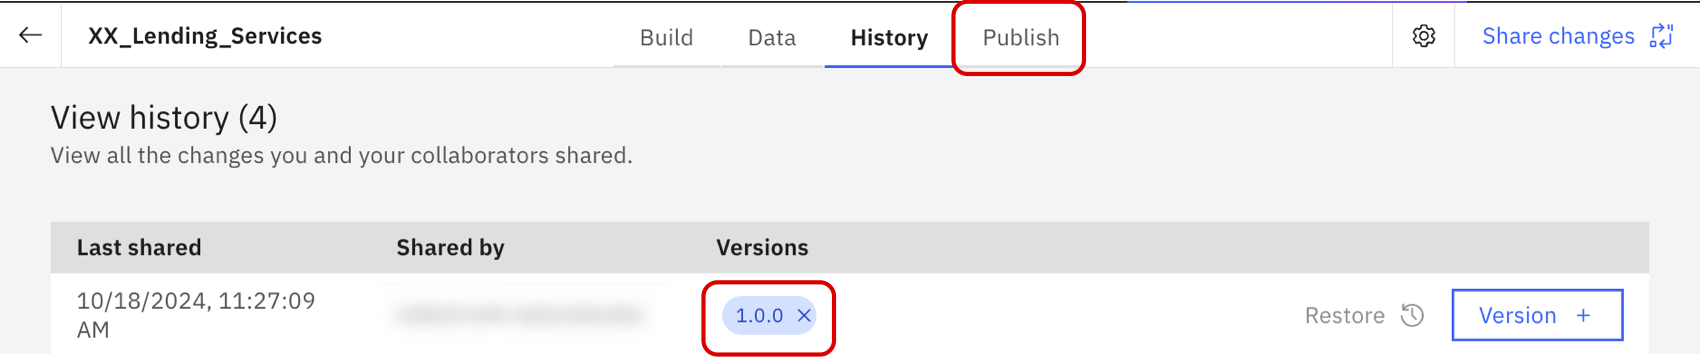 XX_Lending_Services
Build Data History Publish
Share changes
View history (4)
View all the changes you and your collaborators shared.
Last shared Shared by Versions
10/18/2024, 11:27:09
AM
1.0.0 ×
Restore
Version +